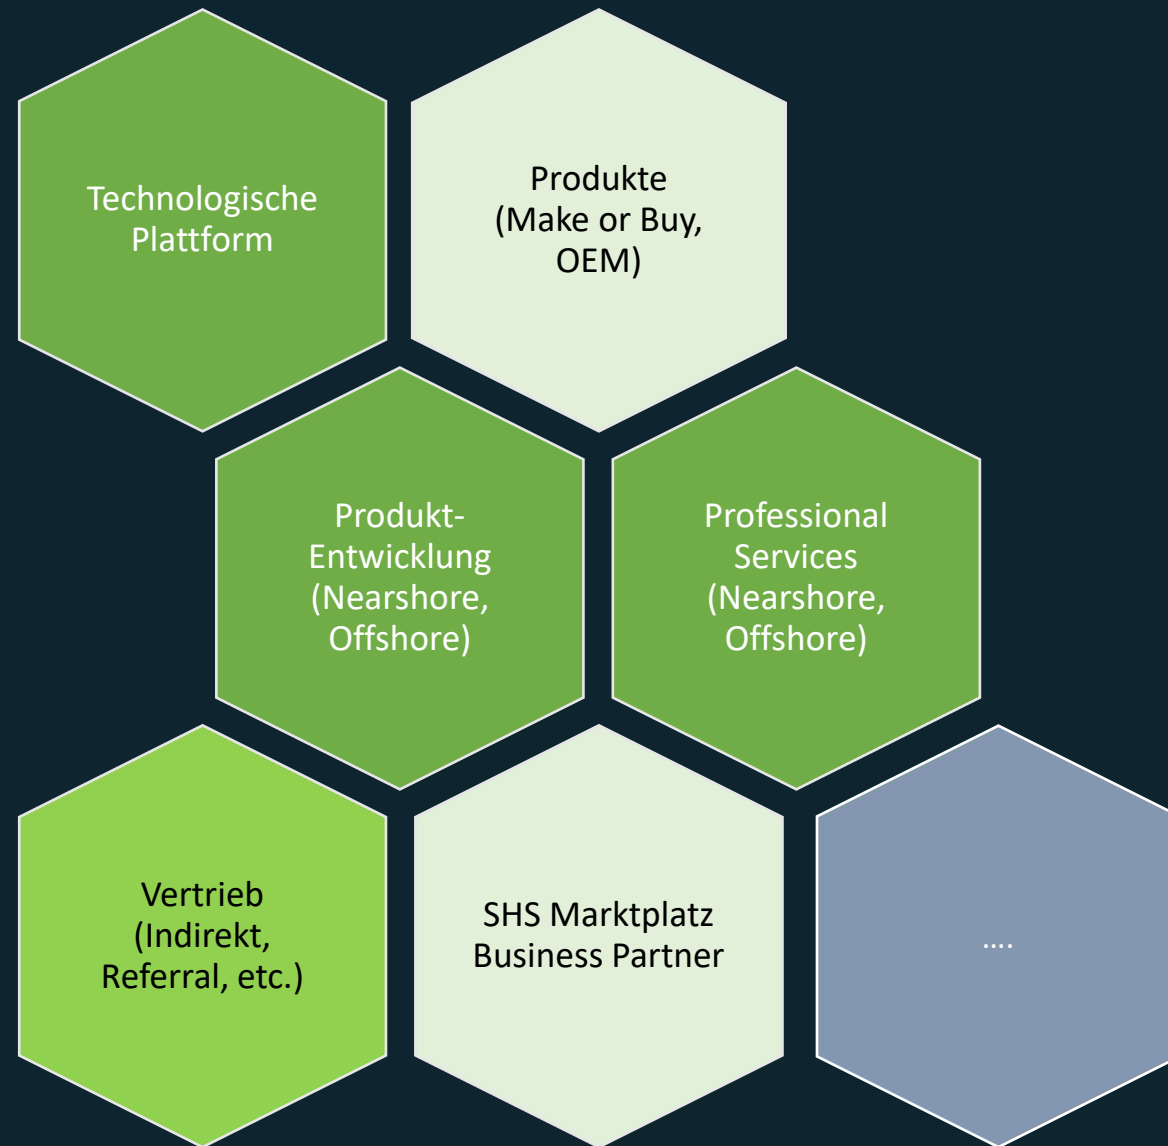 Technologische
Plattform
Produkte
(Make or Buy,
OEM)
Produkt-
Entwicklung
(Nearshore,
Offshore)
Professional
Services
(Nearshore,
Offshore)
Vertrieb
(Indirekt,
Referral, etc.)
SHS Marktplatz
Business Partner
....